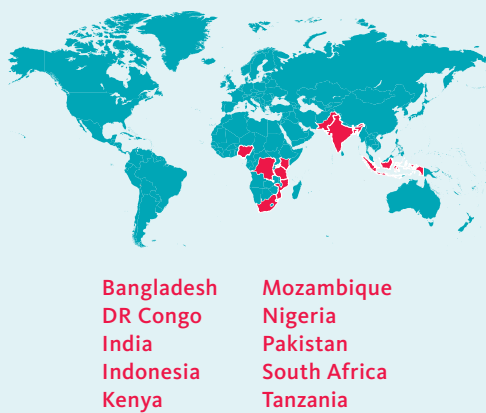 Bangladesh
DR Congo
India
Indonesia
Kenya
Mozambique
Nigeria
Pakistan
South Africa
Tanzania